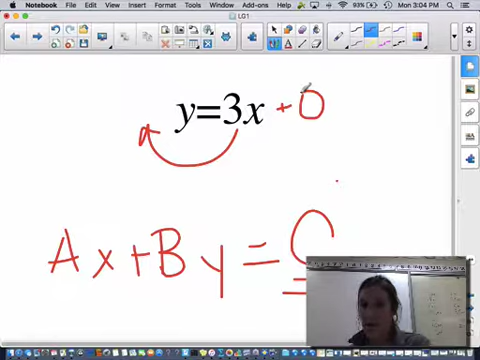 Notebook File Edit View Insert Format Tools Window Add-ons Help 93% Mon 3:04 PM
LG1
y=3x + 0
Ax+By = C